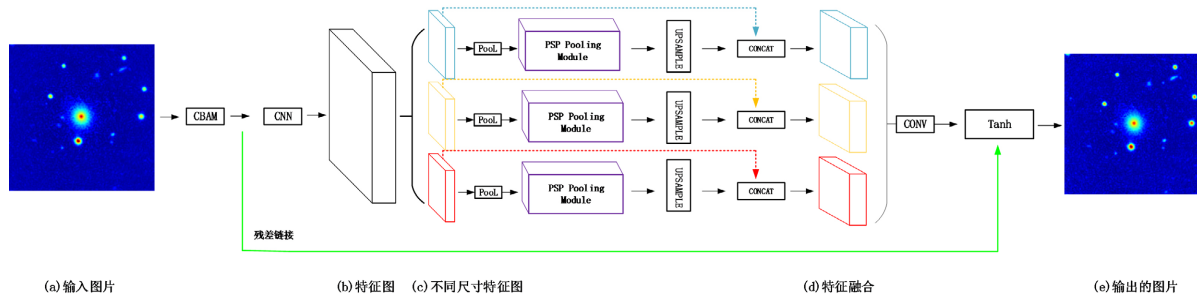 CBAM
CNN
PooL
PSP Pooling
Module
UPSAMPLE
CONCAT
PooL
PSP Pooling
Module
UPSAMPLE
CONCAT
PooL
PSP Pooling
Module
UPSAMPLE
CONCAT
CONV
Tanh
残差链接
(a)输入图片
(b)特征图
(c)不同尺寸特征图
(d)特征融合
(e)输出的图片